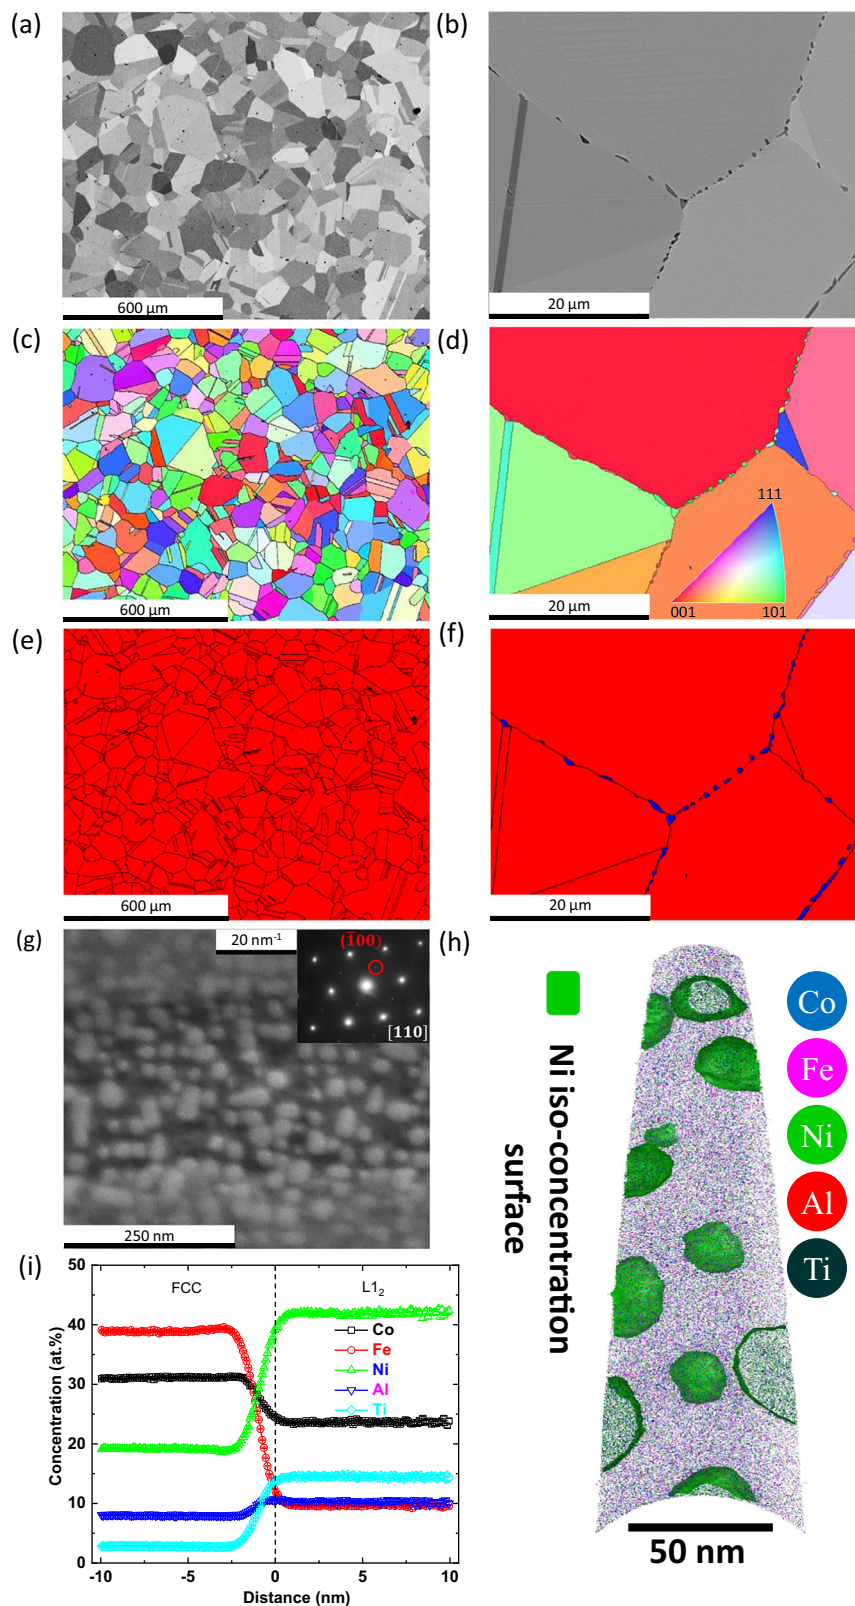 (a)
600 μm
(b)
20 μm
(c)
600 μm
(d)
111
001
101
20 μm
(e)
600 μm
(f)
20 μm
(g)
20 nm⁻¹
(1̅00)
[110]
250 nm
(h)
Ni iso-concentration
surface
Co
Fe
Ni
Al
Ti
50 nm
(i)
Concentration (at.%)
50
40
30
20
10
0
FCC
L1₂
Co
Fe
Ni
Al
Ti
-10
-5
0
5
10
Distance (nm)